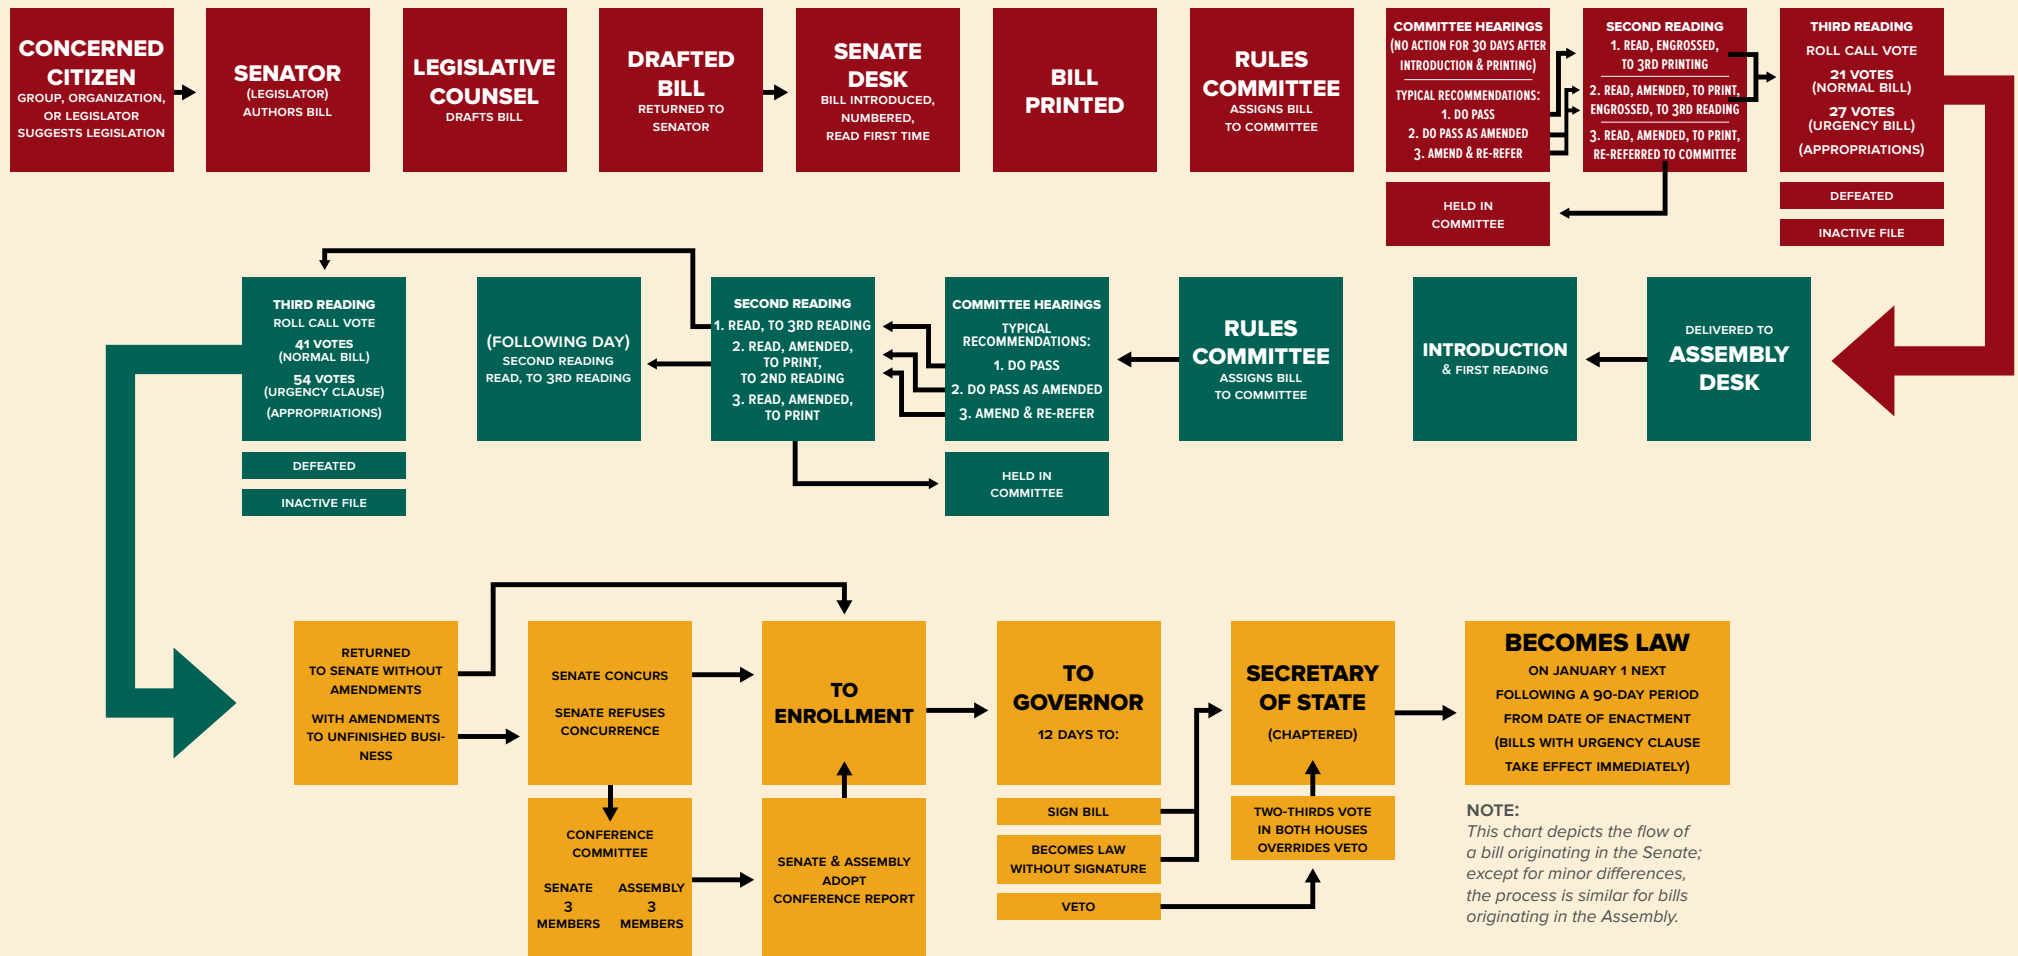 CONCERNED
CITIZEN
GROUP, ORGANIZATION,
OR LEGISLATOR
SUGGESTS LEGISLATION
SENATOR
(LEGISLATOR)
AUTHORS BILL
LEGISLATIVE
COUNSEL
DRAFTS BILL
DRAFTED
BILL
RETURNED TO
SENATOR
SENATE
DESK
BILL INTRODUCED,
NUMBERED,
READ FIRST TIME
BILL
PRINTED
RULES
COMMITTEE
ASSIGNS BILL
TO COMMITTEE
COMMITTEE HEARINGS
(NO ACTION FOR 30 DAYS AFTER
INTRODUCTION & PRINTING)
TYPICAL RECOMMENDATIONS:
1. DO PASS
2. DO PASS AS AMENDED
3. AMEND & RE-REFER
HELD IN
COMMITTEE
SECOND READING
1. READ, ENGROSSED,
TO 3RD PRINTING
2. READ, AMENDED, TO PRINT,
ENGROSSED, TO 3RD READING
3. READ, AMENDED, TO PRINT,
RE-REFERRED TO COMMITTEE
THIRD READING
ROLL CALL VOTE
21 VOTES
(NORMAL BILL)
27 VOTES
(URGENCY BILL)
(APPROPRIATIONS)
DEFEATED
INACTIVE FILE
DELIVERED TO
ASSEMBLY
DESK
INTRODUCTION
& FIRST READING
RULES
COMMITTEE
ASSIGNS BILL
TO COMMITTEE
COMMITTEE HEARINGS
TYPICAL
RECOMMENDATIONS:
1. DO PASS
2. DO PASS AS AMENDED
3. AMEND & RE-REFER
HELD IN
COMMITTEE
SECOND READING
1. READ, TO 3RD READING
2. READ, AMENDED,
TO PRINT,
TO 2ND READING
3. READ, AMENDED,
TO PRINT
(FOLLOWING DAY)
SECOND READING
READ, TO 3RD READING
THIRD READING
ROLL CALL VOTE
41 VOTES
(NORMAL BILL)
54 VOTES
(URGENCY CLAUSE)
(APPROPRIATIONS)
DEFEATED
INACTIVE FILE
RETURNED
TO SENATE WITHOUT
AMENDMENTS
WITH AMENDMENTS
TO UNFINISHED BUSI-
NESS
SENATE CONCURS
SENATE REFUSES
CONCURRENCE
CONFERENCE
COMMITTEE
SENATE
3
MEMBERS
ASSEMBLY
3
MEMBERS
TO
ENROLLMENT
SENATE & ASSEMBLY
ADOPT
CONFERENCE REPORT
TO
GOVERNOR
12 DAYS TO:
SIGN BILL
BECOMES LAW
WITHOUT SIGNATURE
VETO
SECRETARY
OF STATE
(CHAPTERED)
TWO-THIRDS VOTE
IN BOTH HOUSES
OVERRIDES VETO
BECOMES LAW
ON JANUARY 1 NEXT
FOLLOWING A 90-DAY PERIOD
FROM DATE OF ENACTMENT
(BILLS WITH URGENCY CLAUSE
TAKE EFFECT IMMEDIATELY)
NOTE:
This chart depicts the flow of
a bill originating in the Senate;
except for minor differences,
the process is similar for bills
originating in the Assembly.